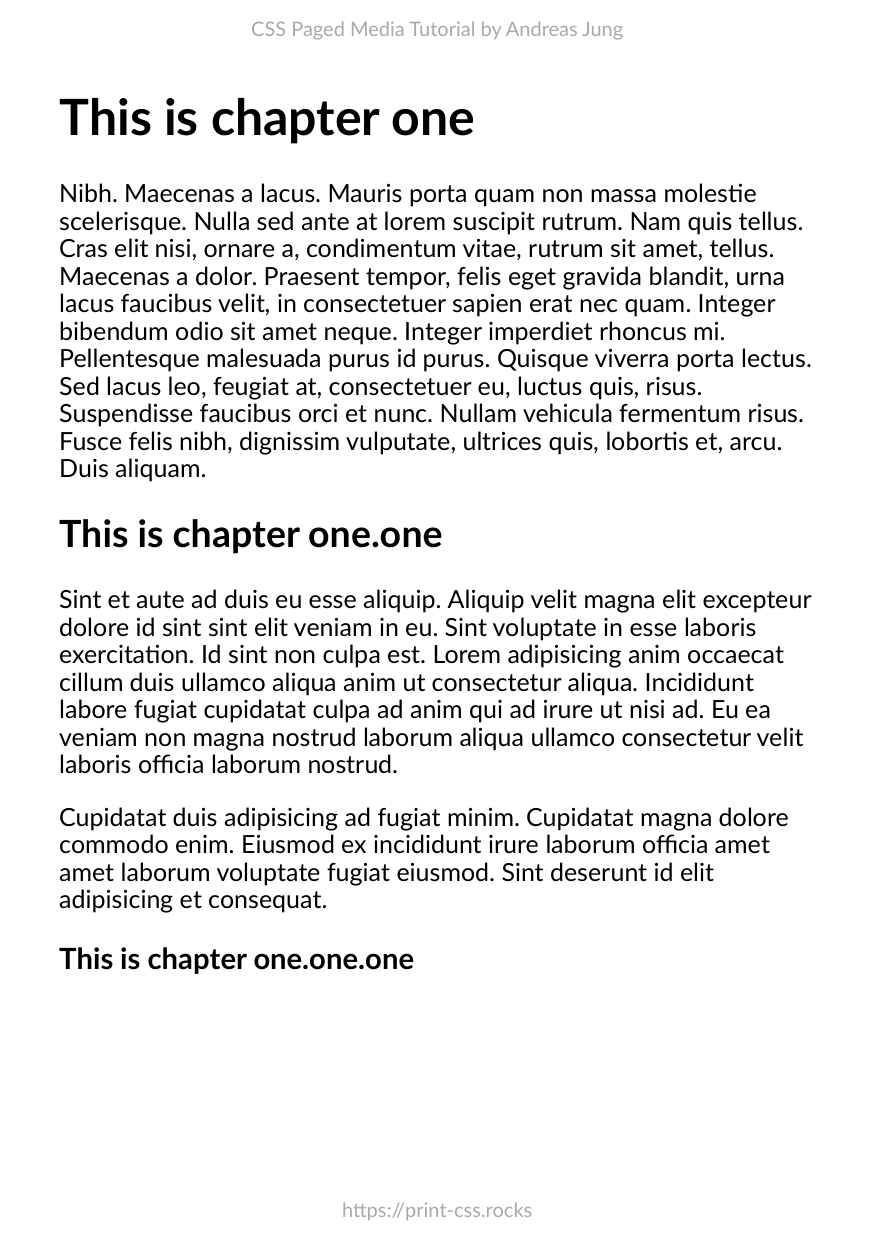 CSS Paged Media Tutorial by Andreas Jung
This is chapter one
Nibh. Maecenas a lacus. Mauris porta quam non massa molestie
scelerisque. Nulla sed ante at lorem suscipit rutrum. Nam quis tellus.
Cras elit nisi, ornare a, condimentum vitae, rutrum sit amet, tellus.
Maecenas a dolor. Praesent tempor, felis eget gravida blandit, urna
lacus faucibus velit, in consectetuer sapien erat nec quam. Integer
bibendum odio sit amet neque. Integer imperdiet rhoncus mi.
Pellentesque malesuada purus id purus. Quisque viverra porta lectus.
Sed lacus leo, feugiat at, consectetuer eu, luctus quis, risus.
Suspendisse faucibus orci et nunc. Nullam vehicula fermentum risus.
Fusce felis nibh, dignissim vulputate, ultrices quis, lobortis et, arcu.
Duis aliquam.
This is chapter one.one
Sint et aute ad duis eu esse aliquip. Aliquip velit magna elit excepteur
dolore id sint sint elit veniam in eu. Sint voluptate in esse laboris
exercitation. Id sint non culpa est. Lorem adipisicing anim occaecat
cillum duis ullamco aliqua anim ut consectetur aliqua. Incididunt
labore fugiat cupidatat culpa ad anim qui ad irure ut nisi ad. Eu ea
veniam non magna nostrud laborum aliqua ullamco consectetur velit
laboris officia laborum nostrud.
Cupidatat duis adipisicing ad fugiat minim. Cupidatat magna dolore
commodo enim. Eiusmod ex incididunt irure laborum officia amet
amet laborum voluptate fugiat eiusmod. Sint deserunt id elit
adipisicing et consequat.
This is chapter one.one.one
https://print-css.rocks